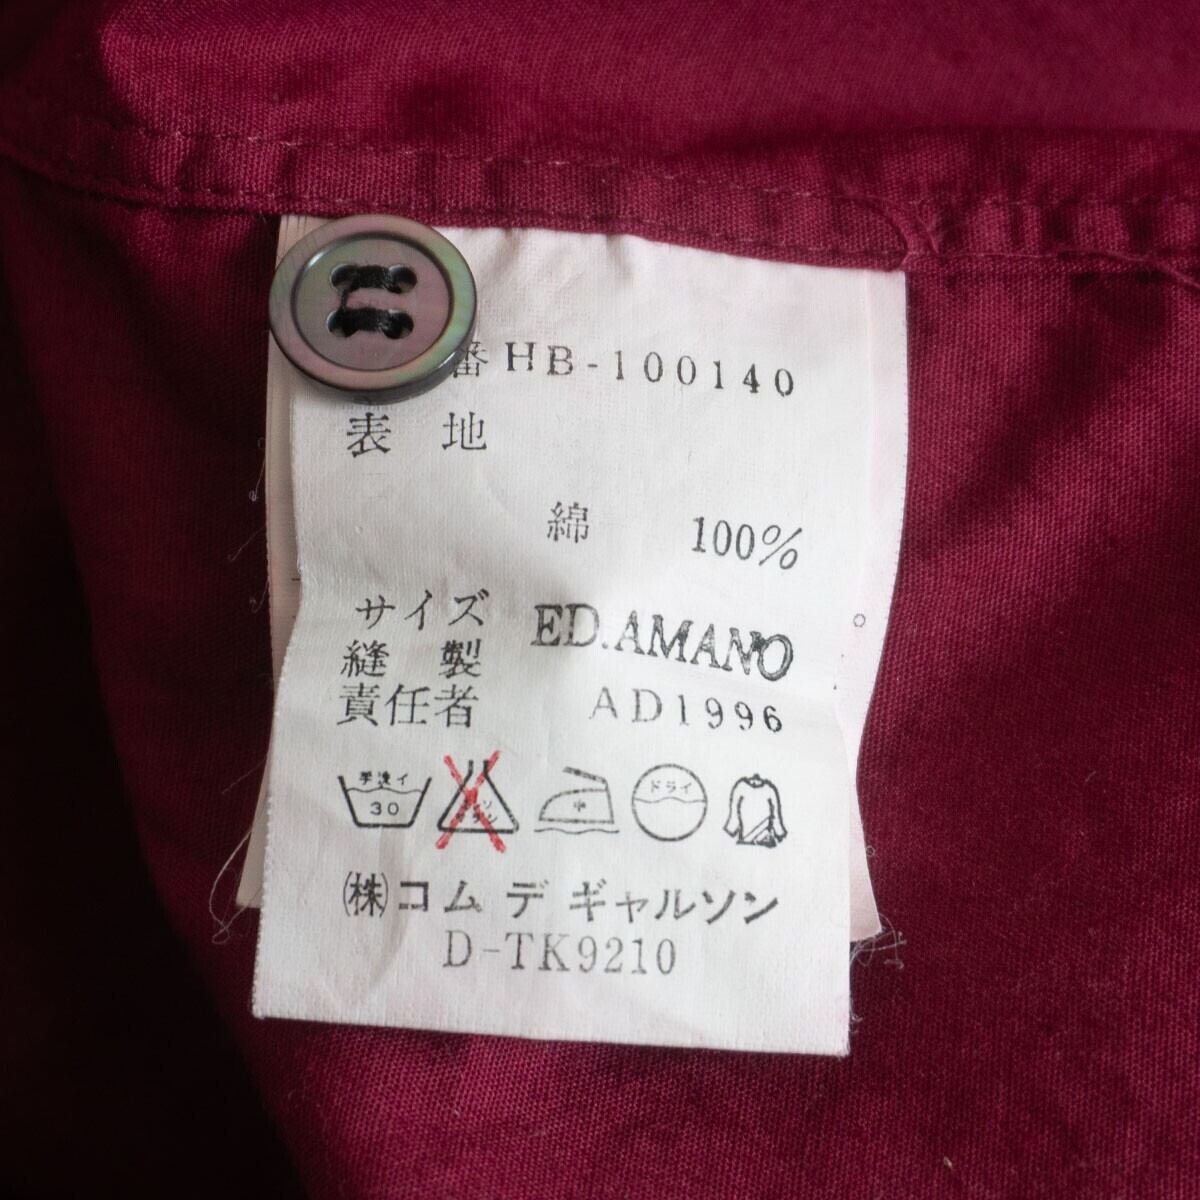 番 HB-100140
表 地
綿 100%
サイズ
ED.AMANO
縫 製
責任者
AD1996
手洗イ
30
中
ドライ
㈱コム デ ギャルソン
D-TK9210